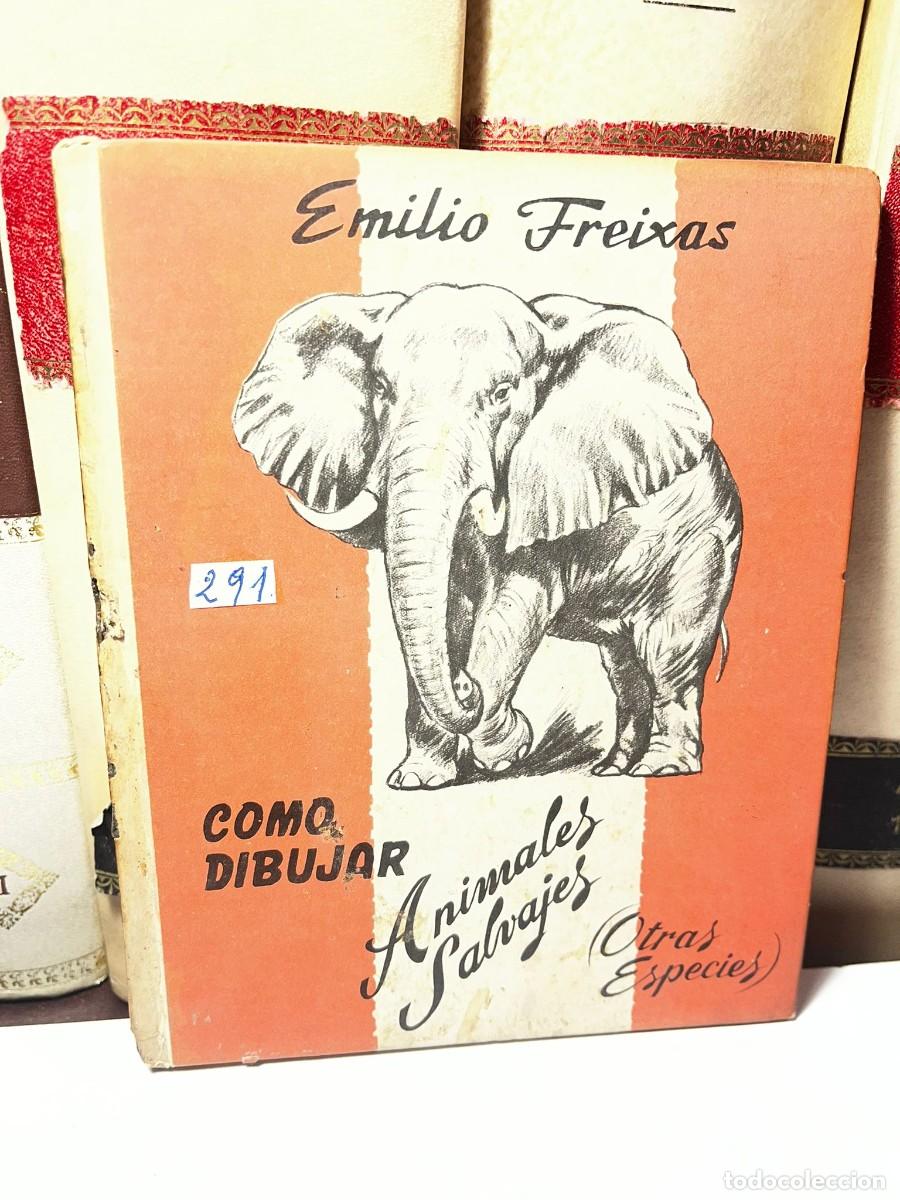 Emilio Freixas
291.
COMO
DIBUJAR
Animales
Salvajes
(Otras
Especies)
todocoleccion